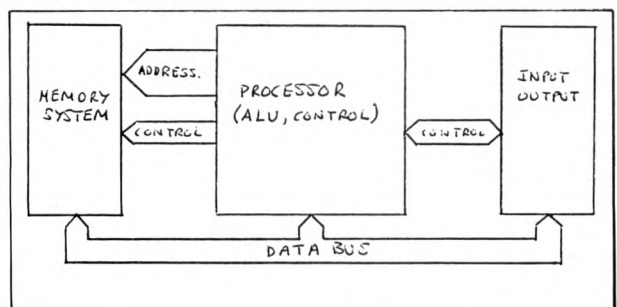 MEMORY
SYSTEM
ADDRESS.
CONTROL
PROCESSOR
(ALU, CONTROL)
CONTROL
INPUT
OUTPUT
DATA BUS